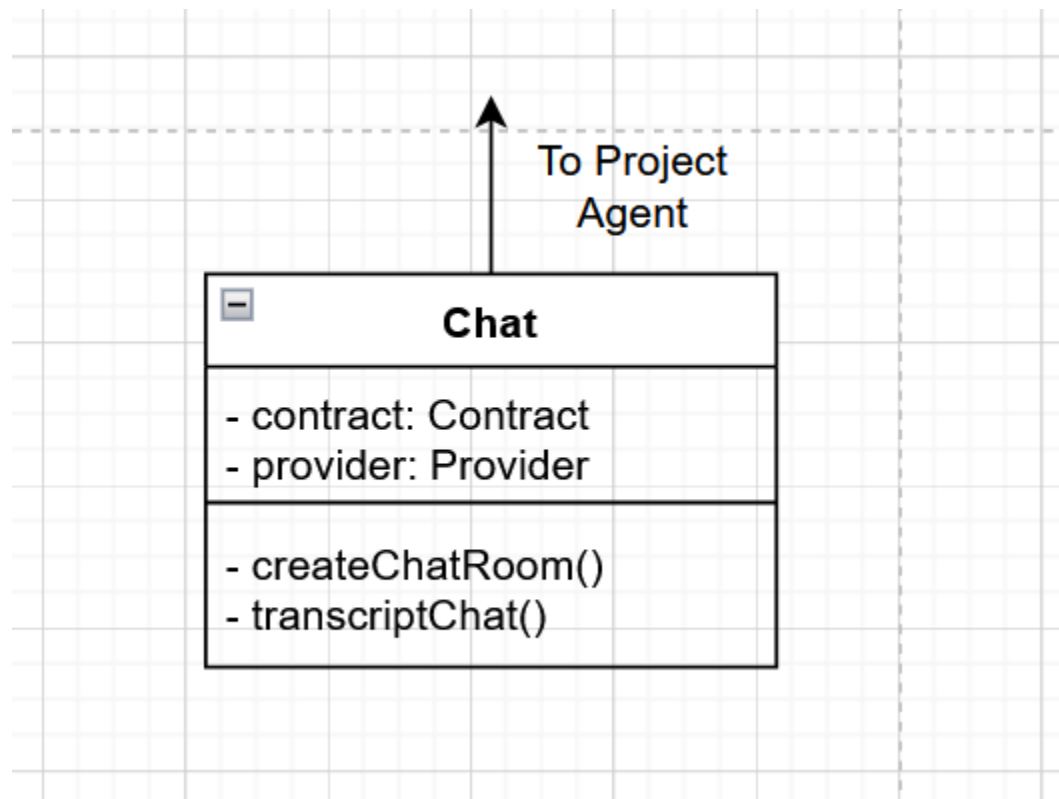 To Project
Agent
Chat
- contract: Contract
- provider: Provider
- createChatRoom()
- transcriptChat()